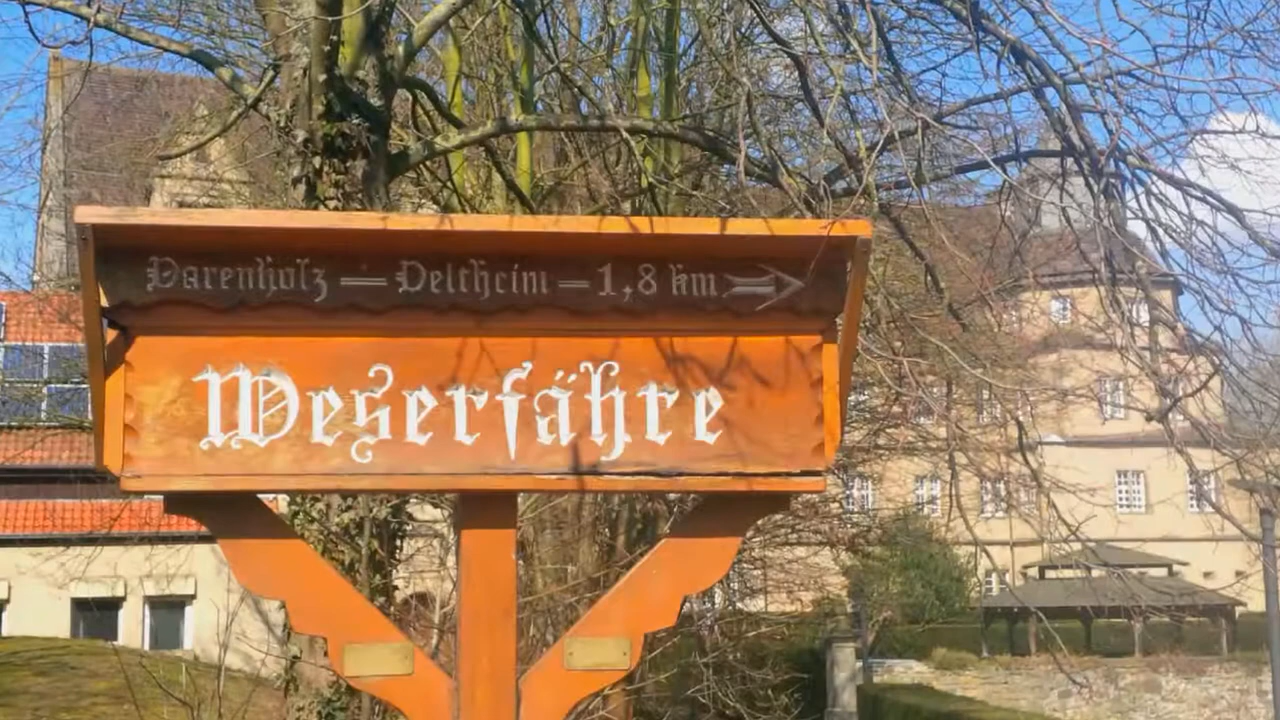 Varenholz = Veltheim = 1,8 km →
Weserfähre